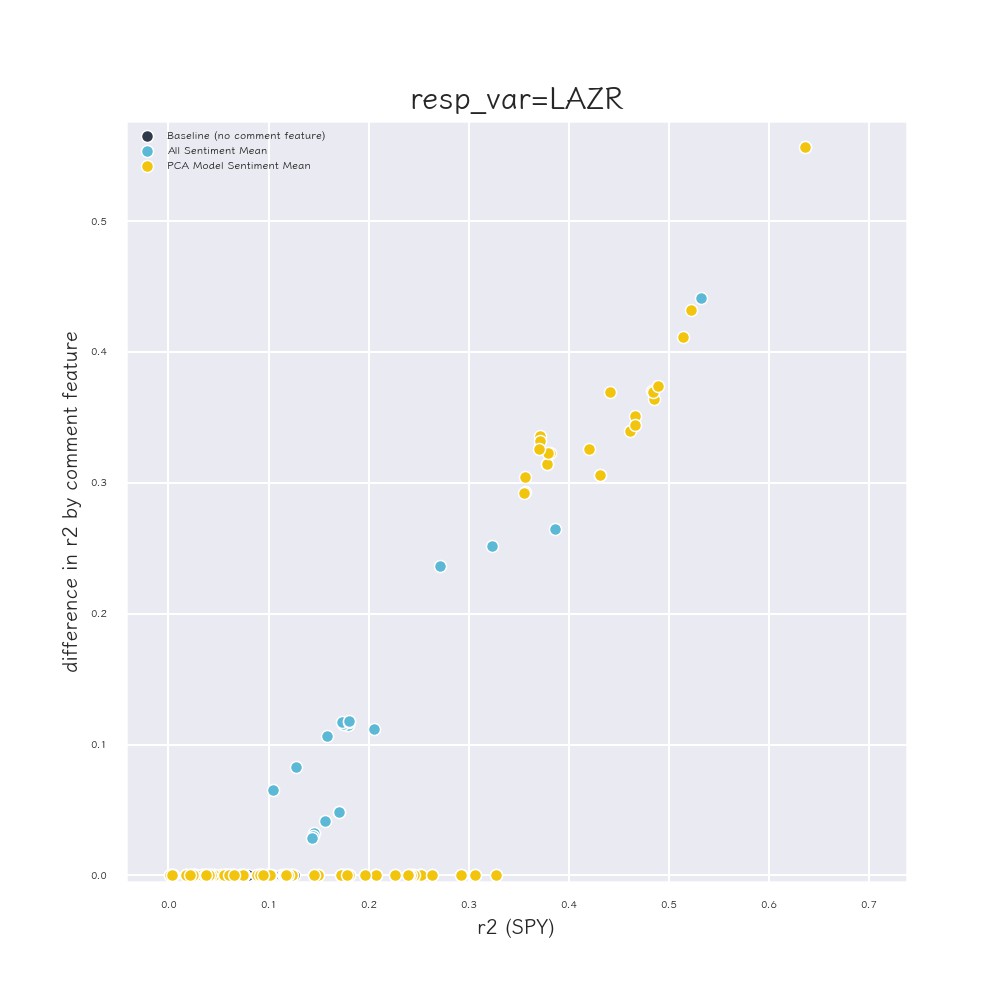 resp_var=LAZR
Baseline (no comment feature)
All Sentiment Mean
PCA Model Sentiment Mean
difference in r2 by comment feature
0.5
0.4
0.3
0.2
0.1
0.0
0.0 0.1 0.2 0.3 0.4 0.5 0.6 0.7
r2 (SPY)